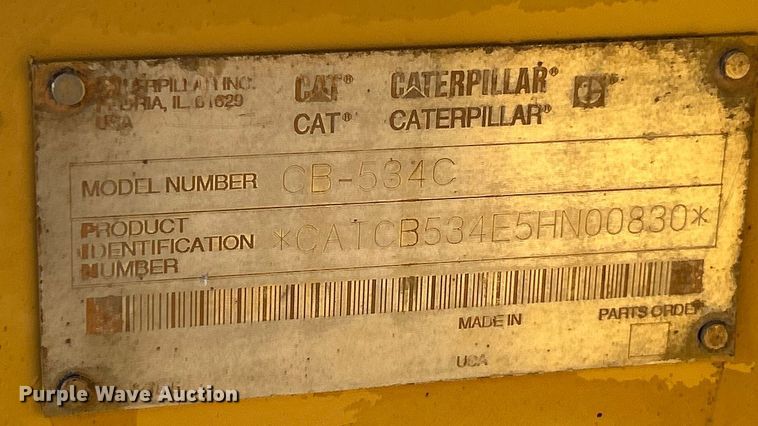 CATERPILLAR INC.
PEORIA, IL. 61629
USA
CAT® CATERPILLAR®
CAT® CATERPILLAR®
MODEL NUMBER CB-534C
PRODUCT
IDENTIFICATION
NUMBER
*CATCB534E5HN00830*
MADE IN
USA
PARTS ORDER
Purple Wave Auction®